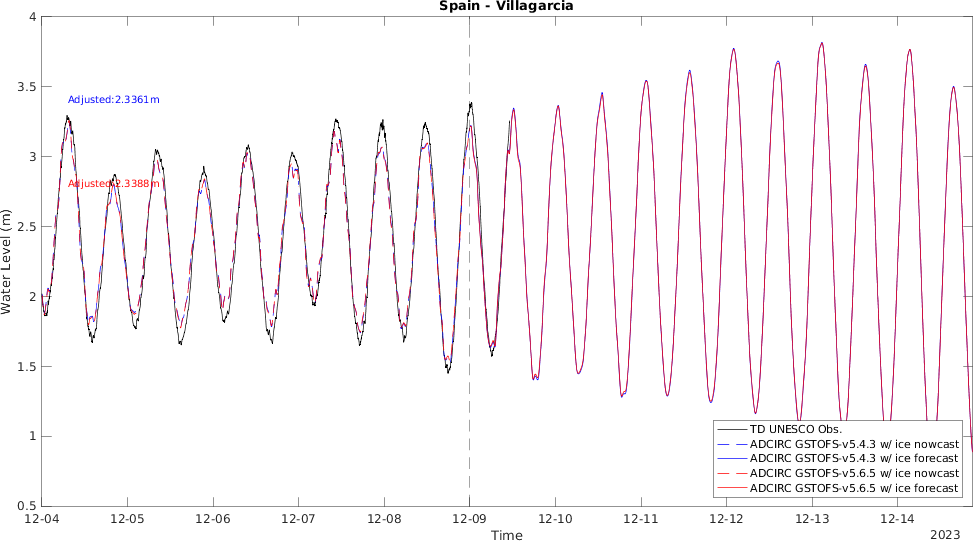 Spain - Villagarcia
4
3.5
3
2.5
2
1.5
1
0.5
Water Level (m)
Adjusted:2.3361m
Adjusted:2.3388m
TD UNESCO Obs.
ADCIRC GSTOFS-v5.4.3 w/ ice nowcast
ADCIRC GSTOFS-v5.4.3 w/ ice forecast
ADCIRC GSTOFS-v5.6.5 w/ ice nowcast
ADCIRC GSTOFS-v5.6.5 w/ ice forecast
12-04 12-05 12-06 12-07 12-08 12-09 12-10 12-11 12-12 12-13 12-14
Time
2023